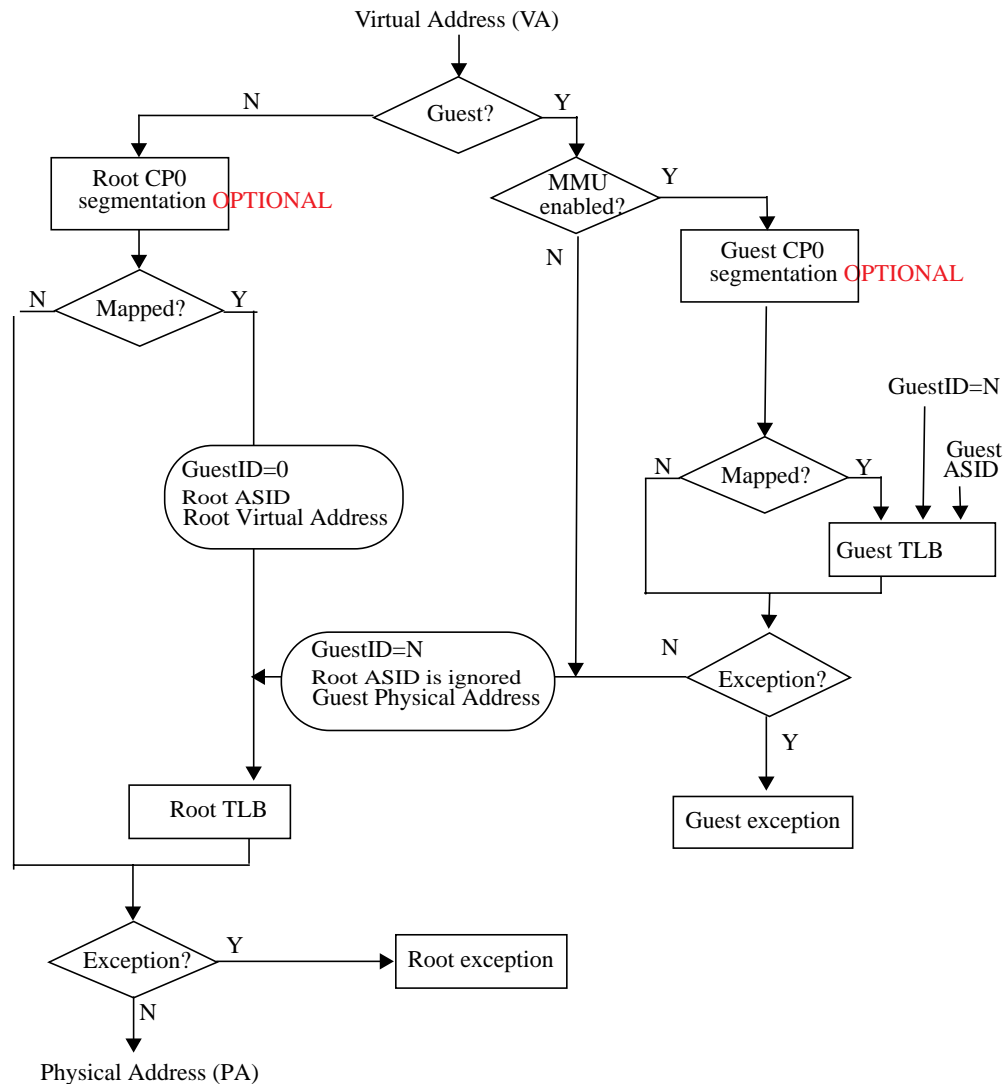 Virtual Address (VA)
N
Guest?
Y
Root CP0
segmentation OPTIONAL
MMU
enabled?
Y
N
Guest CP0
segmentation OPTIONAL
N
Mapped?
Y
GuestID=N
Guest
ASID
N
Mapped?
Y
GuestID=0
Root ASID
Root Virtual Address
Guest TLB
GuestID=N
Root ASID is ignored
Guest Physical Address
N
Exception?
Y
Root TLB
Guest exception
Exception?
Y
Root exception
N
Physical Address (PA)